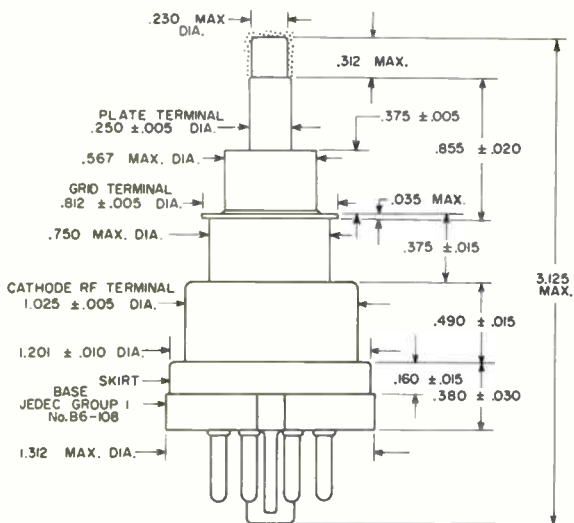 .230 MAX
DIA.
.312 MAX.
PLATE TERMINAL
.250 ±.005 DIA.
.375 ±.005
.855 ±.020
.567 MAX. DIA.
GRID TERMINAL
.812 ±.005 DIA.
.035 MAX.
.750 MAX. DIA.
.375 ±.015
3.125
MAX.
CATHODE RF TERMINAL
1.025 ±.005 DIA.
.490 ±.015
1.201 ±.010 DIA.
SKIRT
.160 ±.015
.380 ±.030
BASE
JEDEC GROUP 1
No. B6-108
1.312 MAX. DIA.